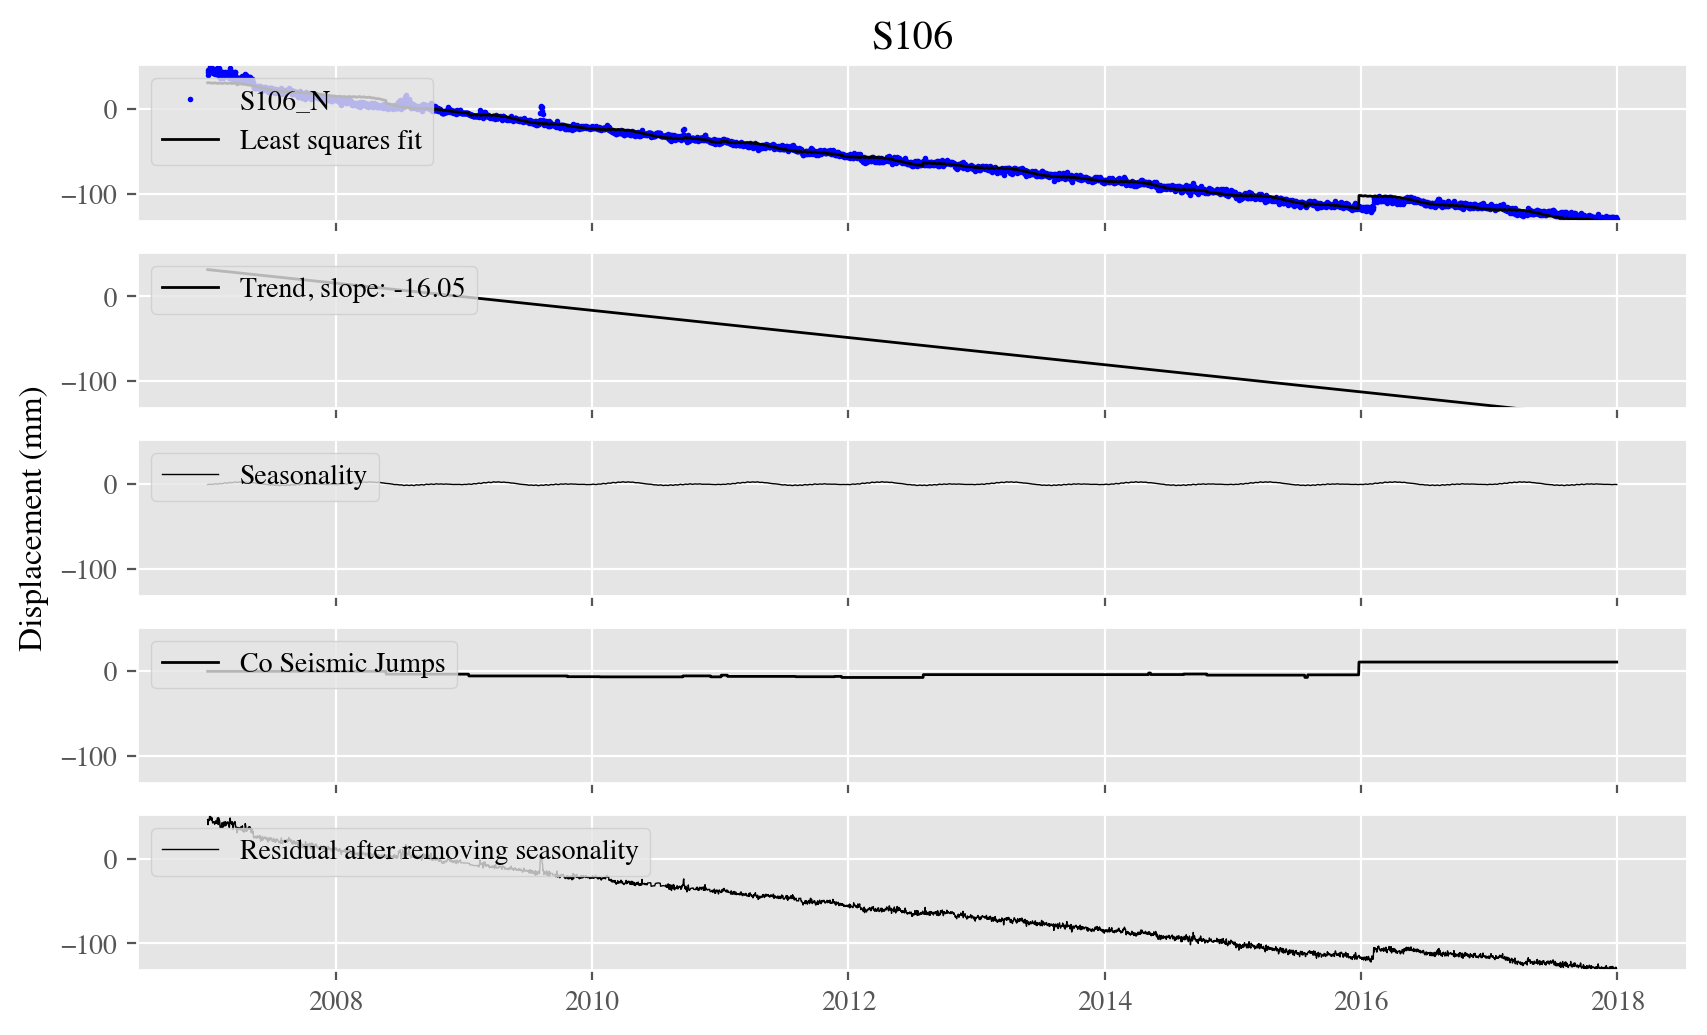 S106
0
−100
S106_N
Least squares fit
0
−100
Trend, slope: -16.05
Displacement (mm)
0
−100
Seasonality
0
−100
Co Seismic Jumps
0
−100
Residual after removing seasonality
2008 2010 2012 2014 2016 2018